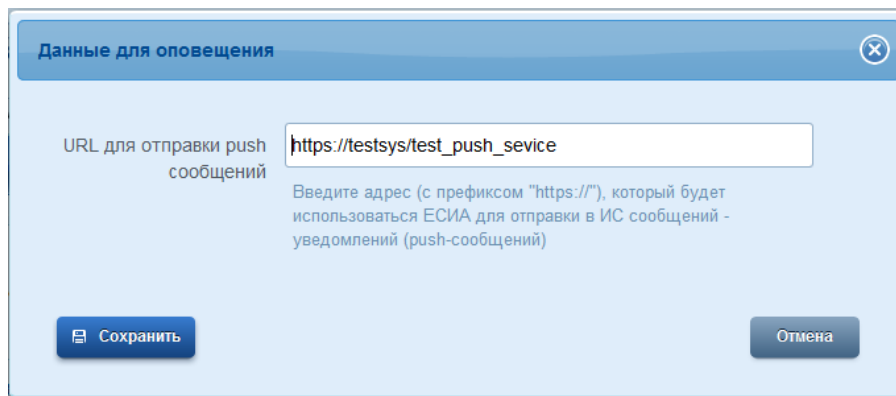 Данные для оповещения
URL для отправки push
сообщений
https://testsys/test_push_sevice
Введите адрес (с префиксом "https://"), который будет
использоваться ЕСИА для отправки в ИС сообщений -
уведомлений (push-сообщений)
Сохранить
Отмена